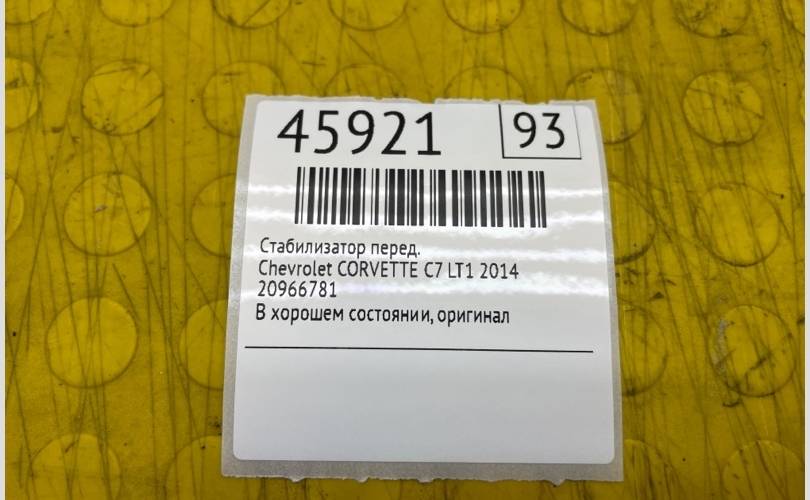 45921
93
Стабилизатор перед.
Chevrolet CORVETTE C7 LT1 2014
20966781
В хорошем состоянии, оригинал